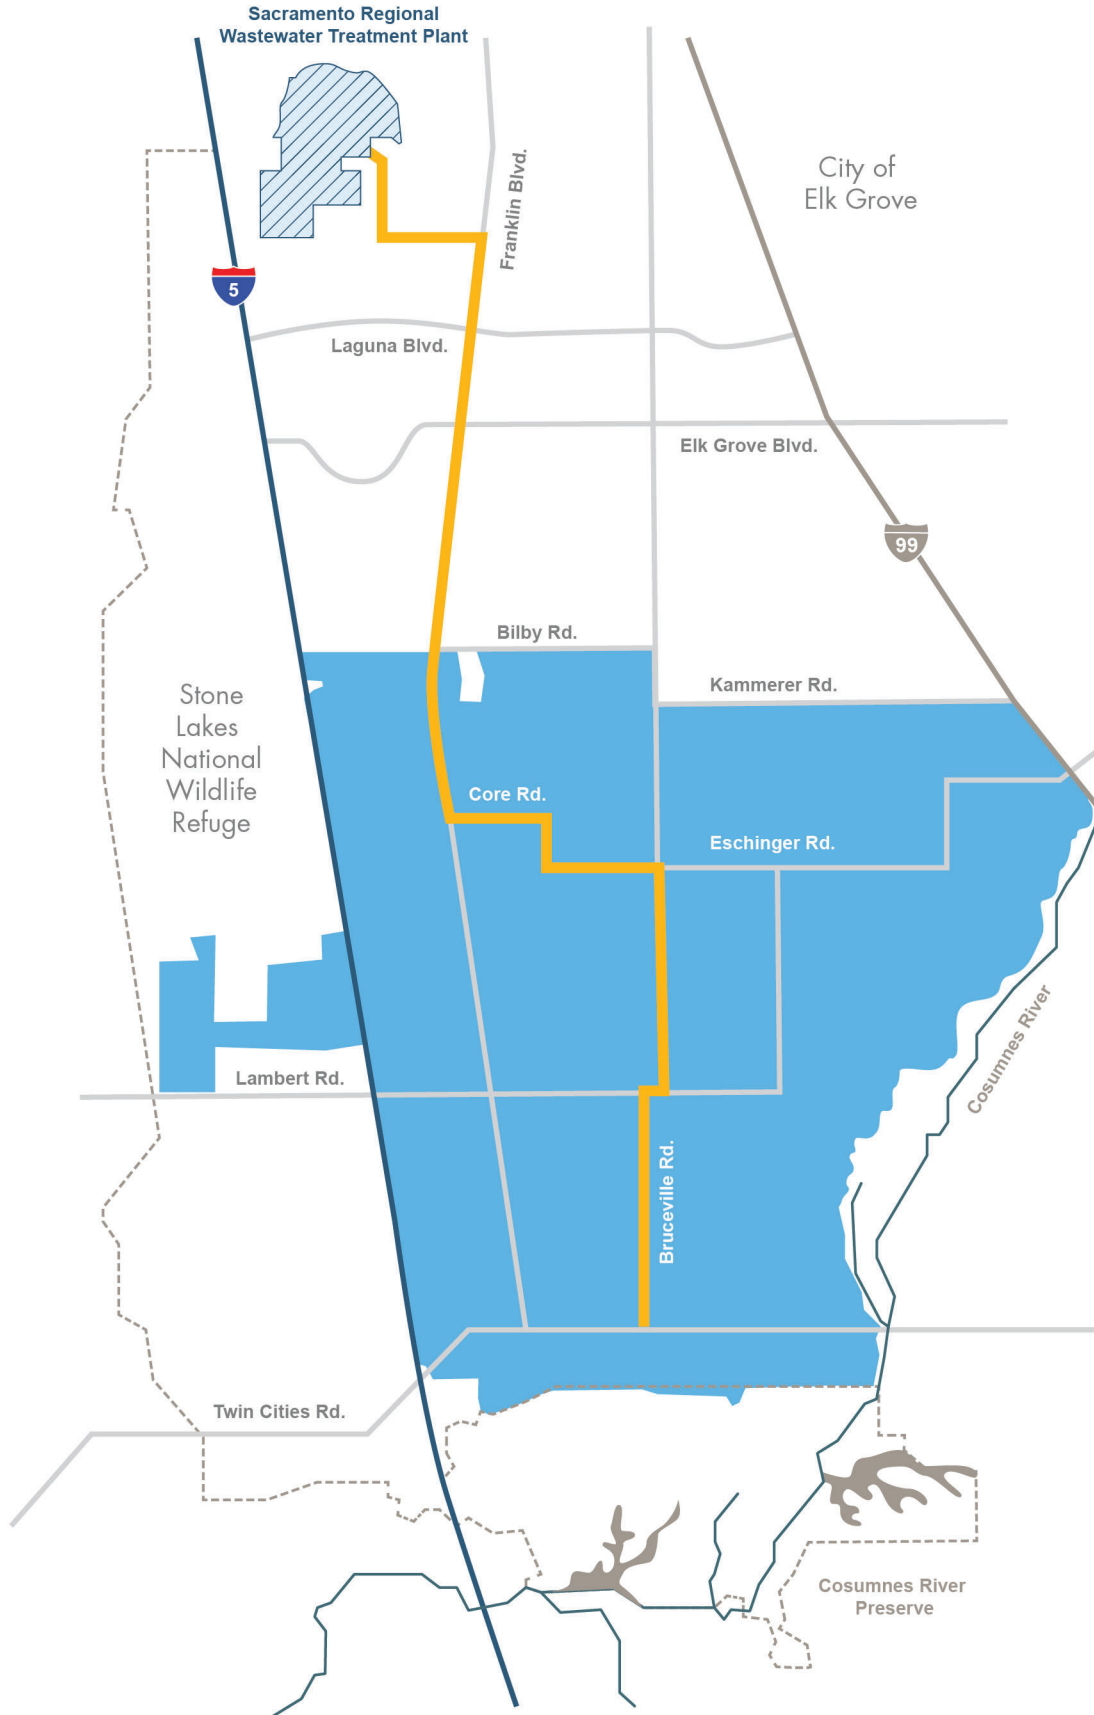 Sacramento Regional
Wastewater Treatment Plant
Franklin Blvd.
City of
Elk Grove
5
Laguna Blvd.
Elk Grove Blvd.
99
Bilby Rd.
Stone
Lakes
National
Wildlife
Refuge
Kammerer Rd.
Core Rd.
Eschinger Rd.
Cosumnes River
Lambert Rd.
Bruceville Rd.
Twin Cities Rd.
Cosumnes River
Preserve